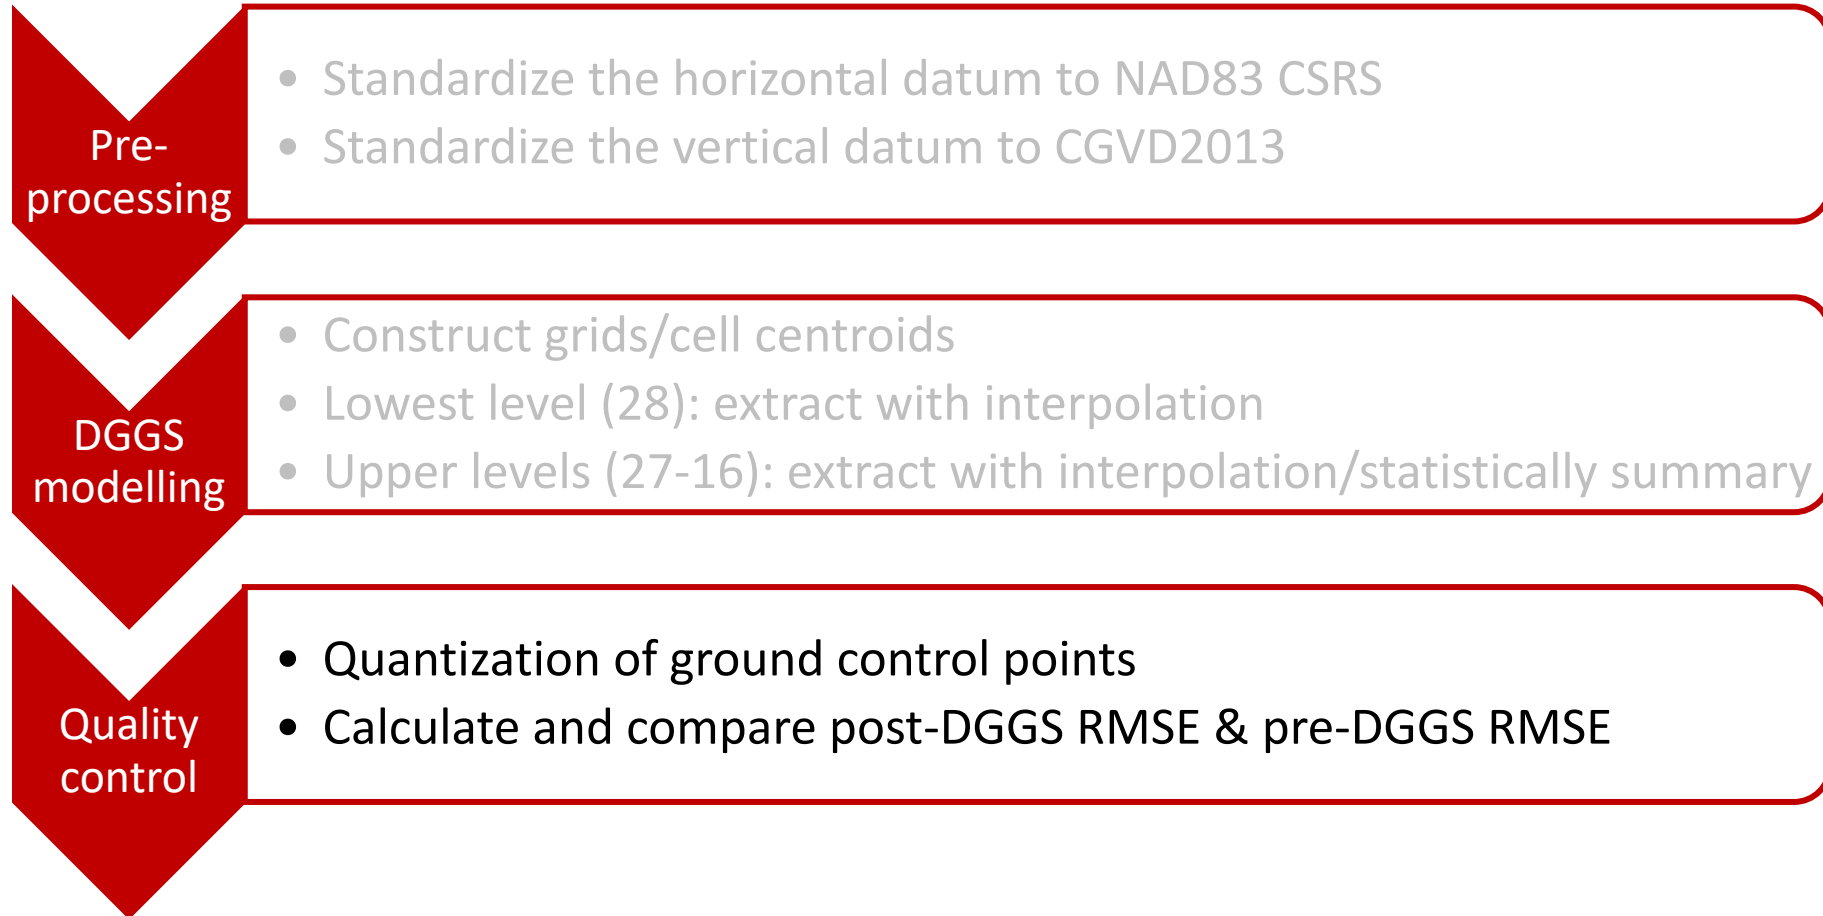 Pre-
processing
• Standardize the horizontal datum to NAD83 CSRS
• Standardize the vertical datum to CGVD2013
DGGS
modelling
• Construct grids/cell centroids
• Lowest level (28): extract with interpolation
• Upper levels (27-16): extract with interpolation/statistically summary
Quality
control
• Quantization of ground control points
• Calculate and compare post-DGGS RMSE & pre-DGGS RMSE